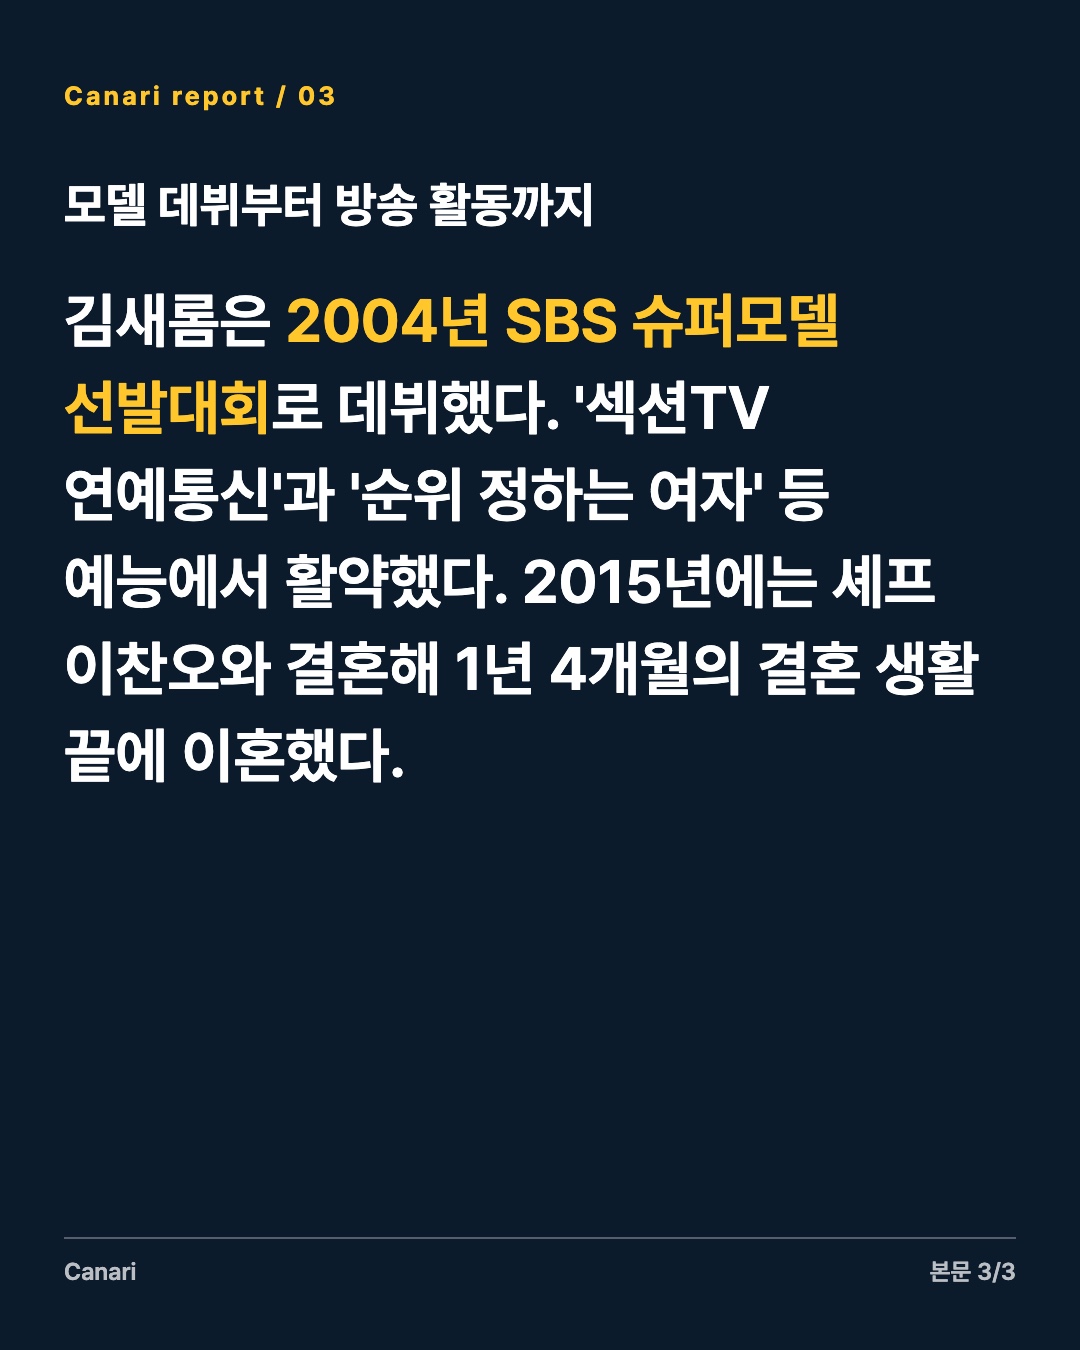 Canari report / 03
모델 데뷔부터 방송 활동까지
김새롬은 2004년 SBS 슈퍼모델
선발대회로 데뷔했다. '섹션TV
연예통신'과 '순위 정하는 여자' 등
예능에서 활약했다. 2015년에는 셰프
이찬오와 결혼해 1년 4개월의 결혼 생활
끝에 이혼했다.
Canari
본문 3/3